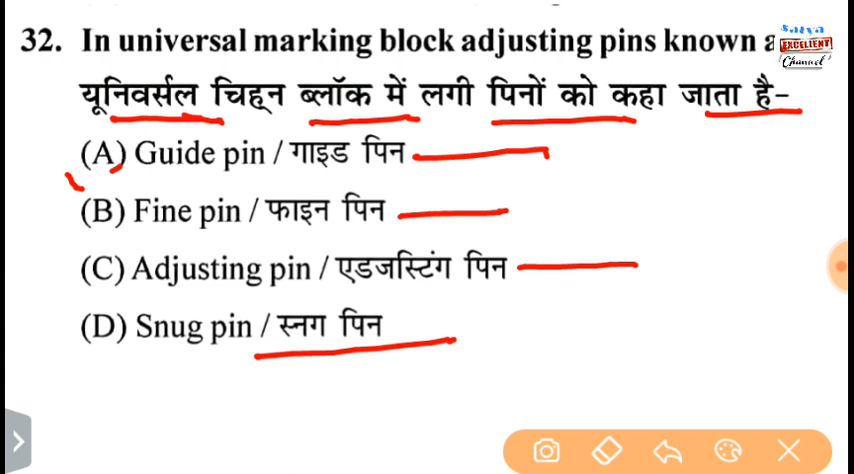 32. In universal marking block adjusting pins known a
Satya
EXCELLENT
Channel
यूनिवर्सल चिह्न ब्लॉक में लगी पिनों को कहा जाता है-
(A) Guide pin / गाइड पिन
(B) Fine pin / फाइन पिन
(C) Adjusting pin / एडजस्टिंग पिन
(D) Snug pin / स्नग पिन